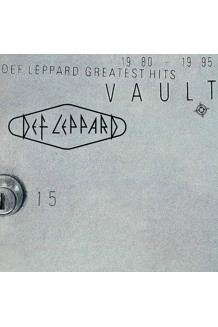 19 80 - 19 95
DEF LEPPARD GREATEST HITS
VAULT
DEF LEPPARD
15